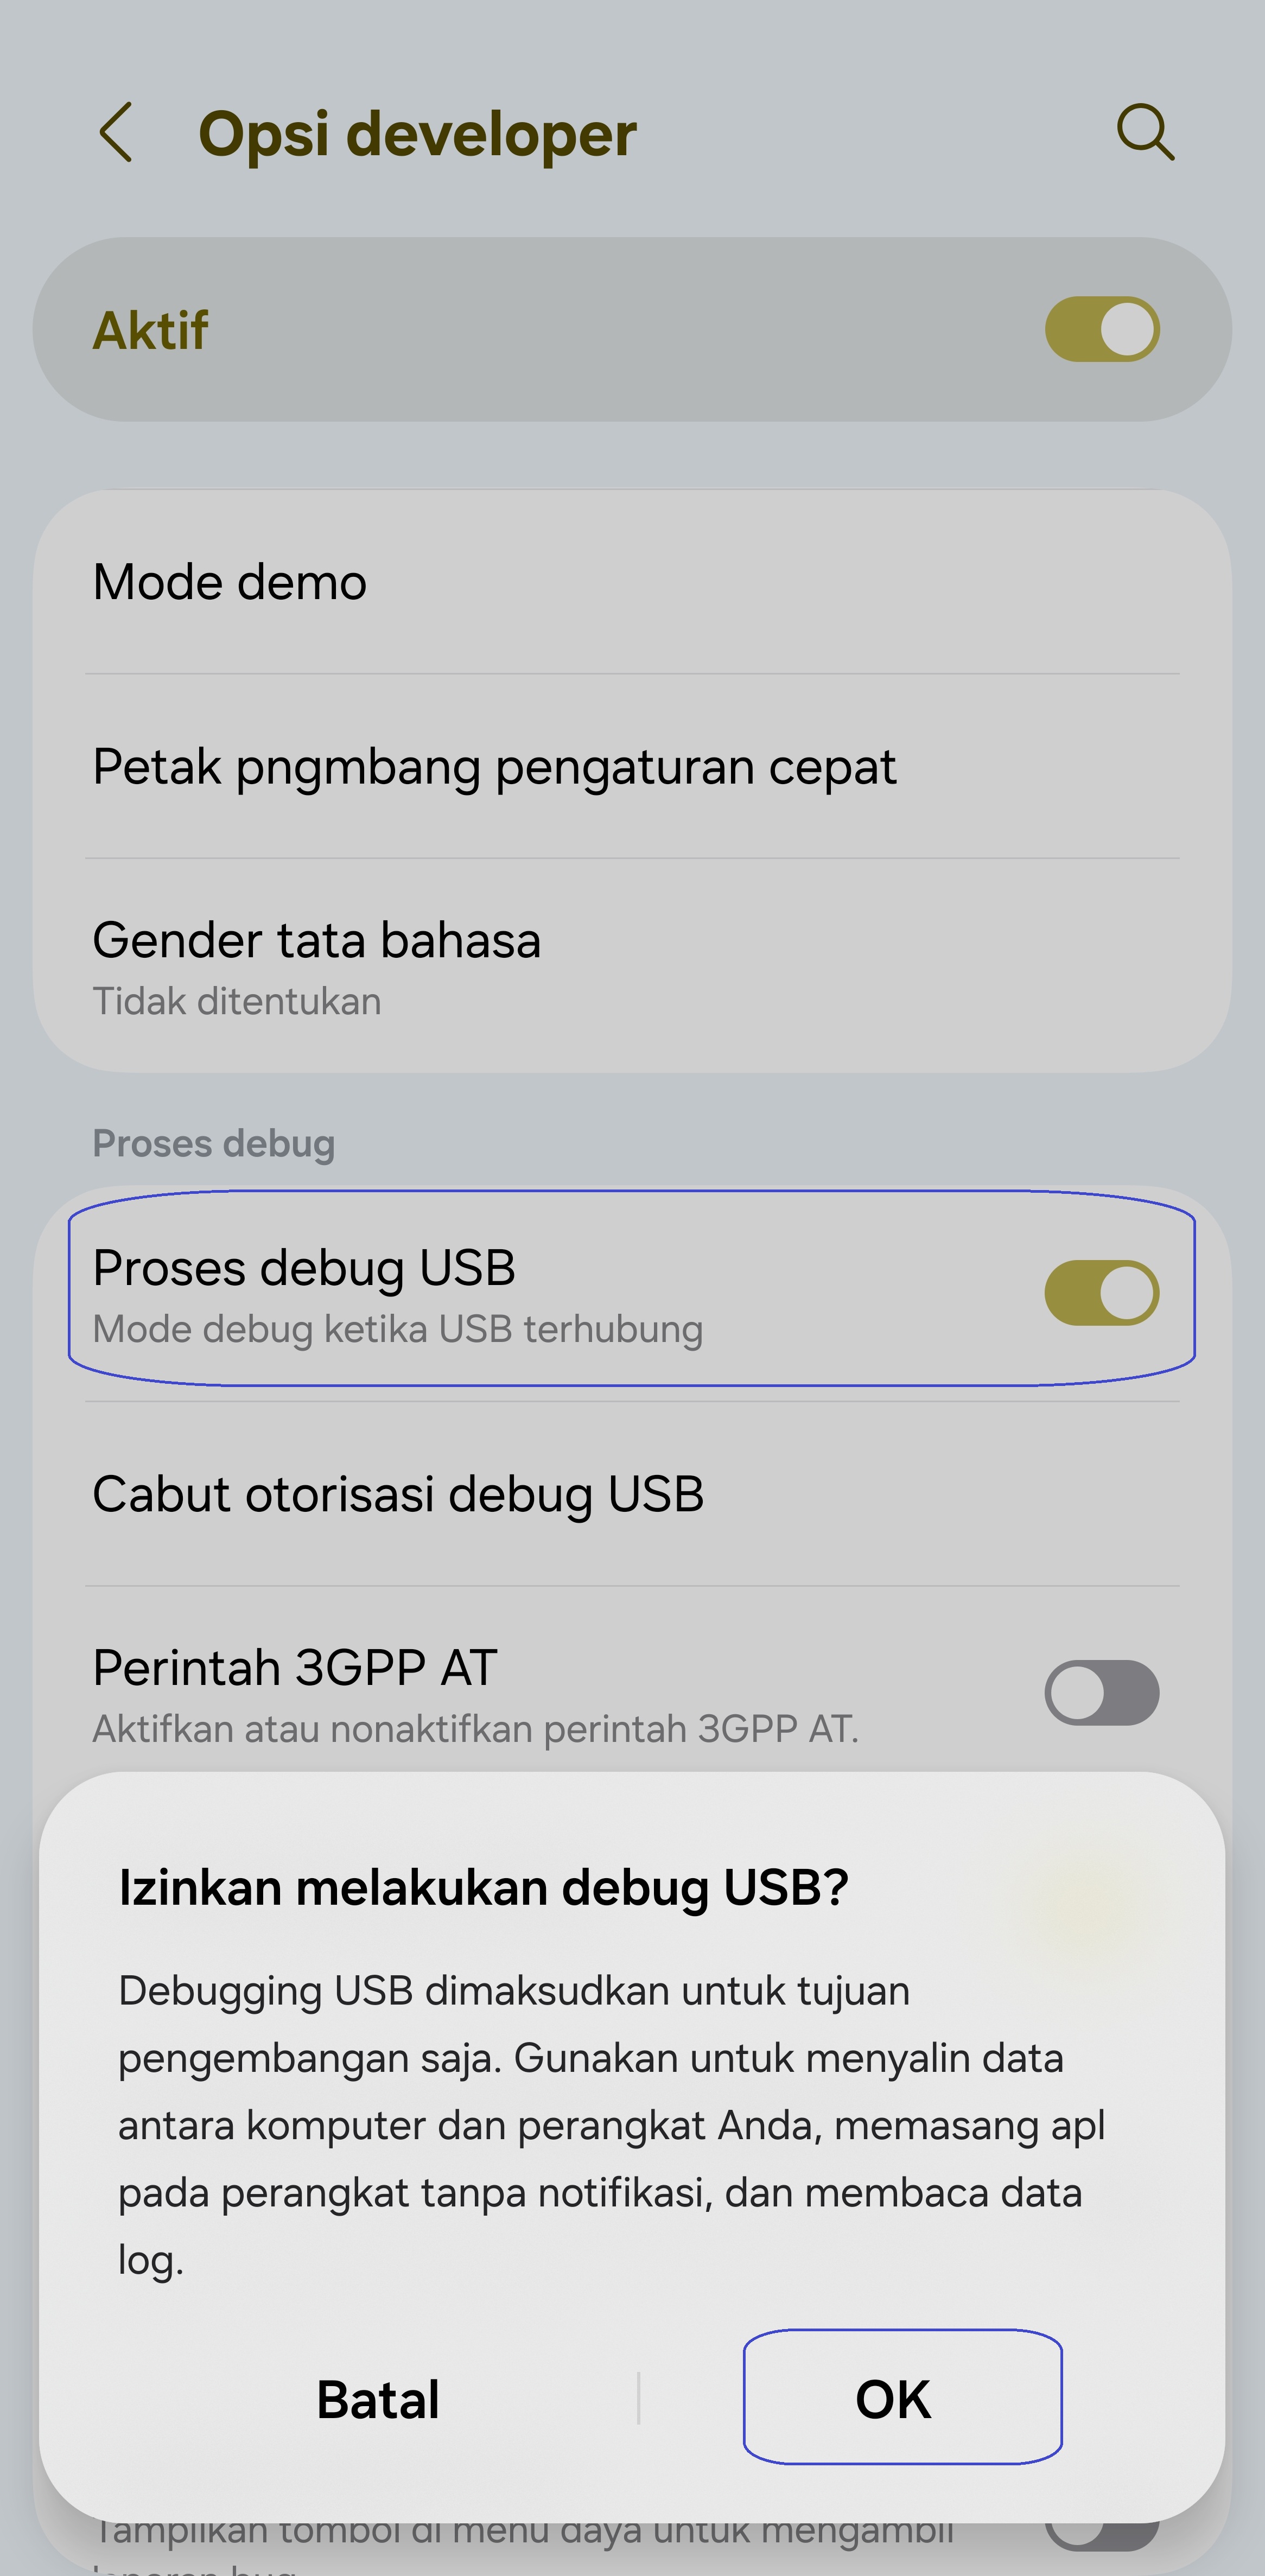 Opsi developer
Aktif
Mode demo
Petak pngmbang pengaturan cepat
Gender tata bahasa
Tidak ditentukan
Proses debug
Proses debug USB
Mode debug ketika USB terhubung
Cabut otorisasi debug USB
Perintah 3GPP AT
Aktifkan atau nonaktifkan perintah 3GPP AT.
Izinkan melakukan debug USB?
Debugging USB dimaksudkan untuk tujuan
pengembangan saja. Gunakan untuk menyalin data
antara komputer dan perangkat Anda, memasang apl
pada perangkat tanpa notifikasi, dan membaca data
log.
Batal
OK
Tampilkan tombol di menu daya untuk mengambil
laporan bug